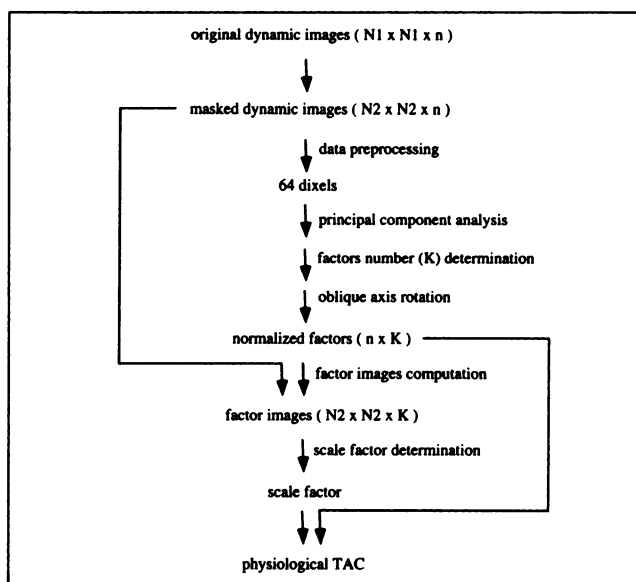 original dynamic images ( N1 x N1 x n )
masked dynamic images ( N2 x N2 x n )
data preprocessing
64 dixels
principal component analysis
factors number (K) determination
oblique axis rotation
normalized factors ( n x K )
factor images computation
factor images ( N2 x N2 x K )
scale factor determination
scale factor
physiological TAC